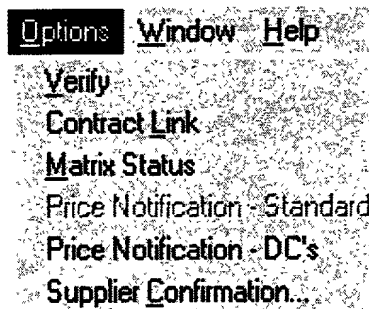 Options Window Help
Verify
Contract Link
Matrix Status
Price Notification - Standard
Price Notification - DC's
Supplier Confirmation...